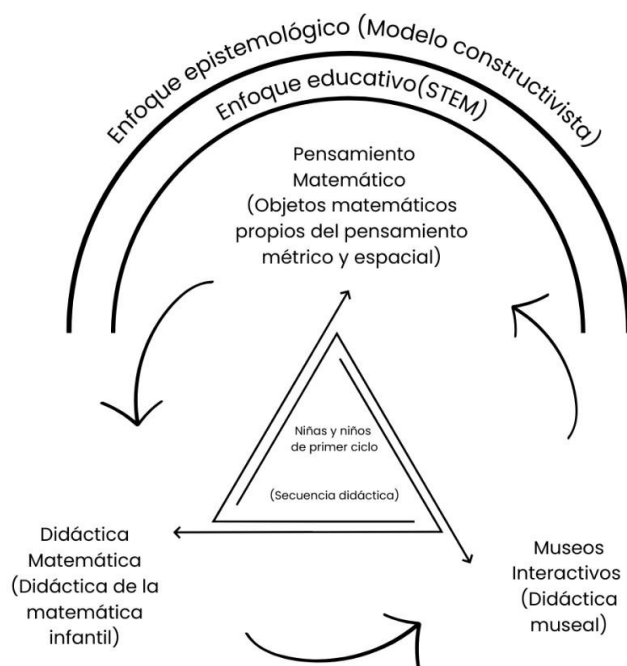 Enfoque epistemológico (Modelo constructivista)
Enfoque educativo(STEM)
Pensamiento
Matemático
(Objetos matemáticos
propios del pensamiento
métrico y espacial)
Niñas y niños
de primer ciclo
(Secuencia didáctica)
Didáctica
Matemática
(Didáctica de la
matemática
infantil)
Museos
Interactivos
(Didáctica
museal)